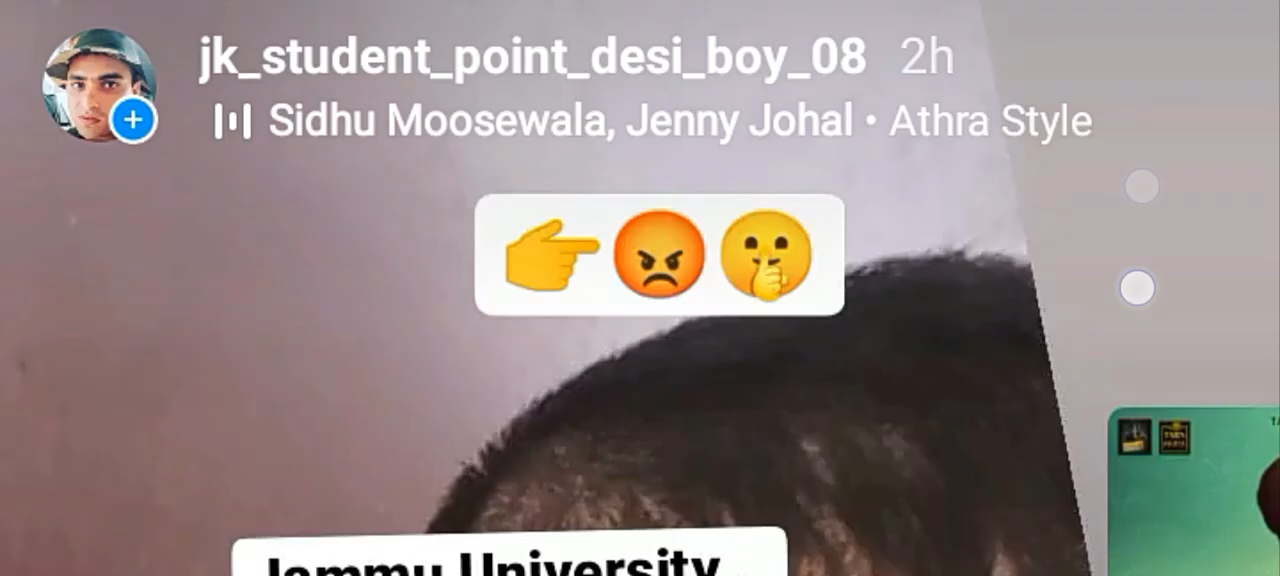 jk_student_point_desi_boy_08 2h
Sidhu Moosewala, Jenny Johal • Athra Style
👉😡🤫
Jammu University